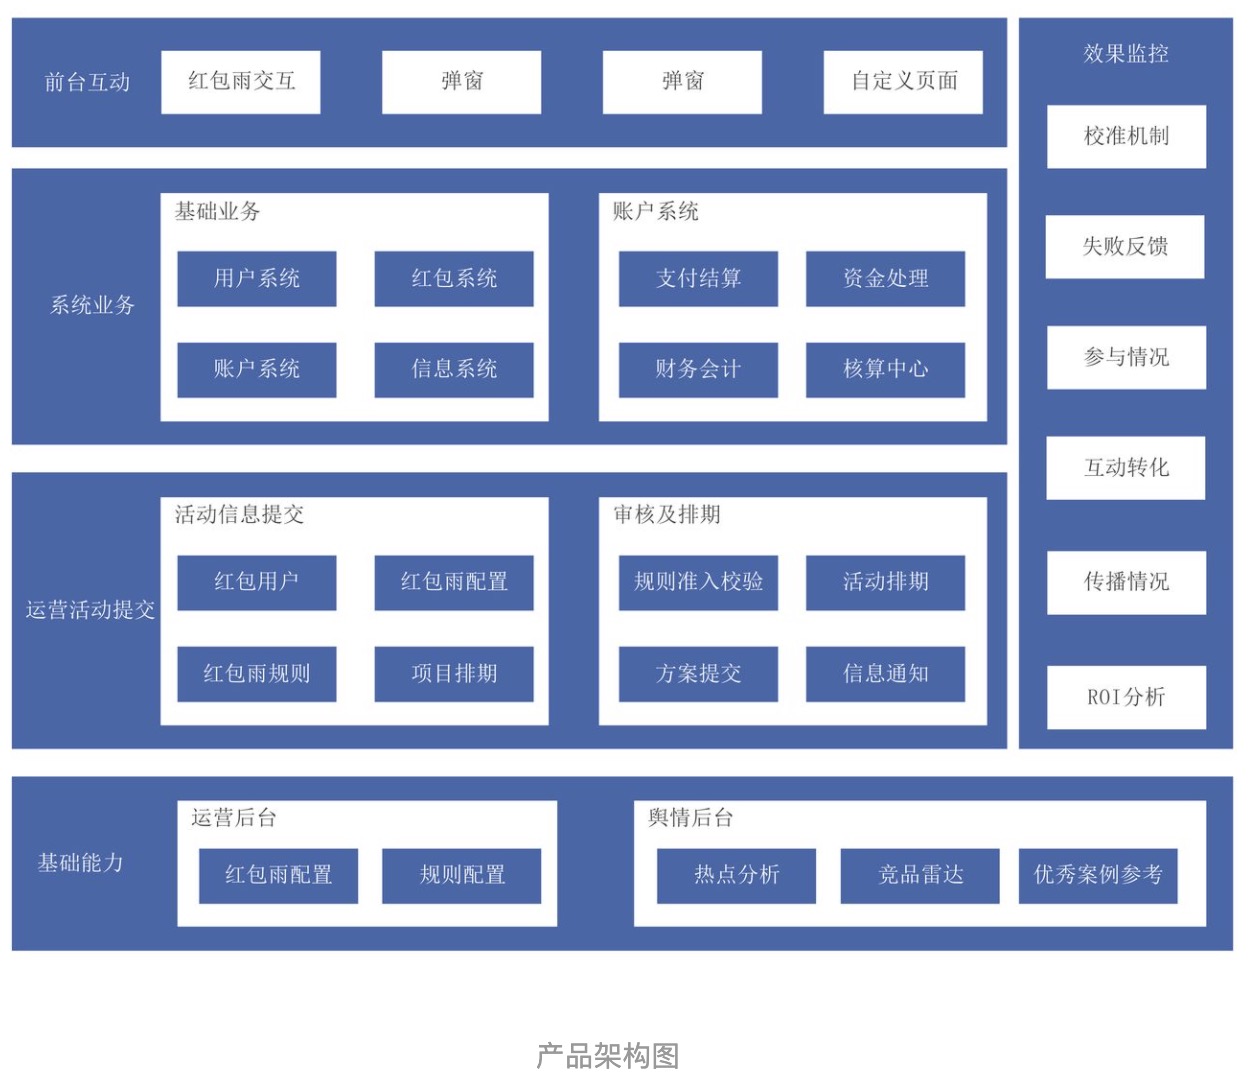 前台互动
红包雨交互
弹窗
弹窗
自定义页面
系统业务
基础业务
用户系统
红包系统
账户系统
信息系统
账户系统
支付结算
资金处理
财务会计
核算中心
运营活动提交
活动信息提交
红包用户
红包雨配置
红包雨规则
项目排期
审核及排期
规则准入校验
活动排期
方案提交
信息通知
效果监控
校准机制
失败反馈
参与情况
互动转化
传播情况
ROI分析
基础能力
运营后台
红包雨配置
规则配置
舆情后台
热点分析
竞品雷达
优秀案例参考
产品架构图